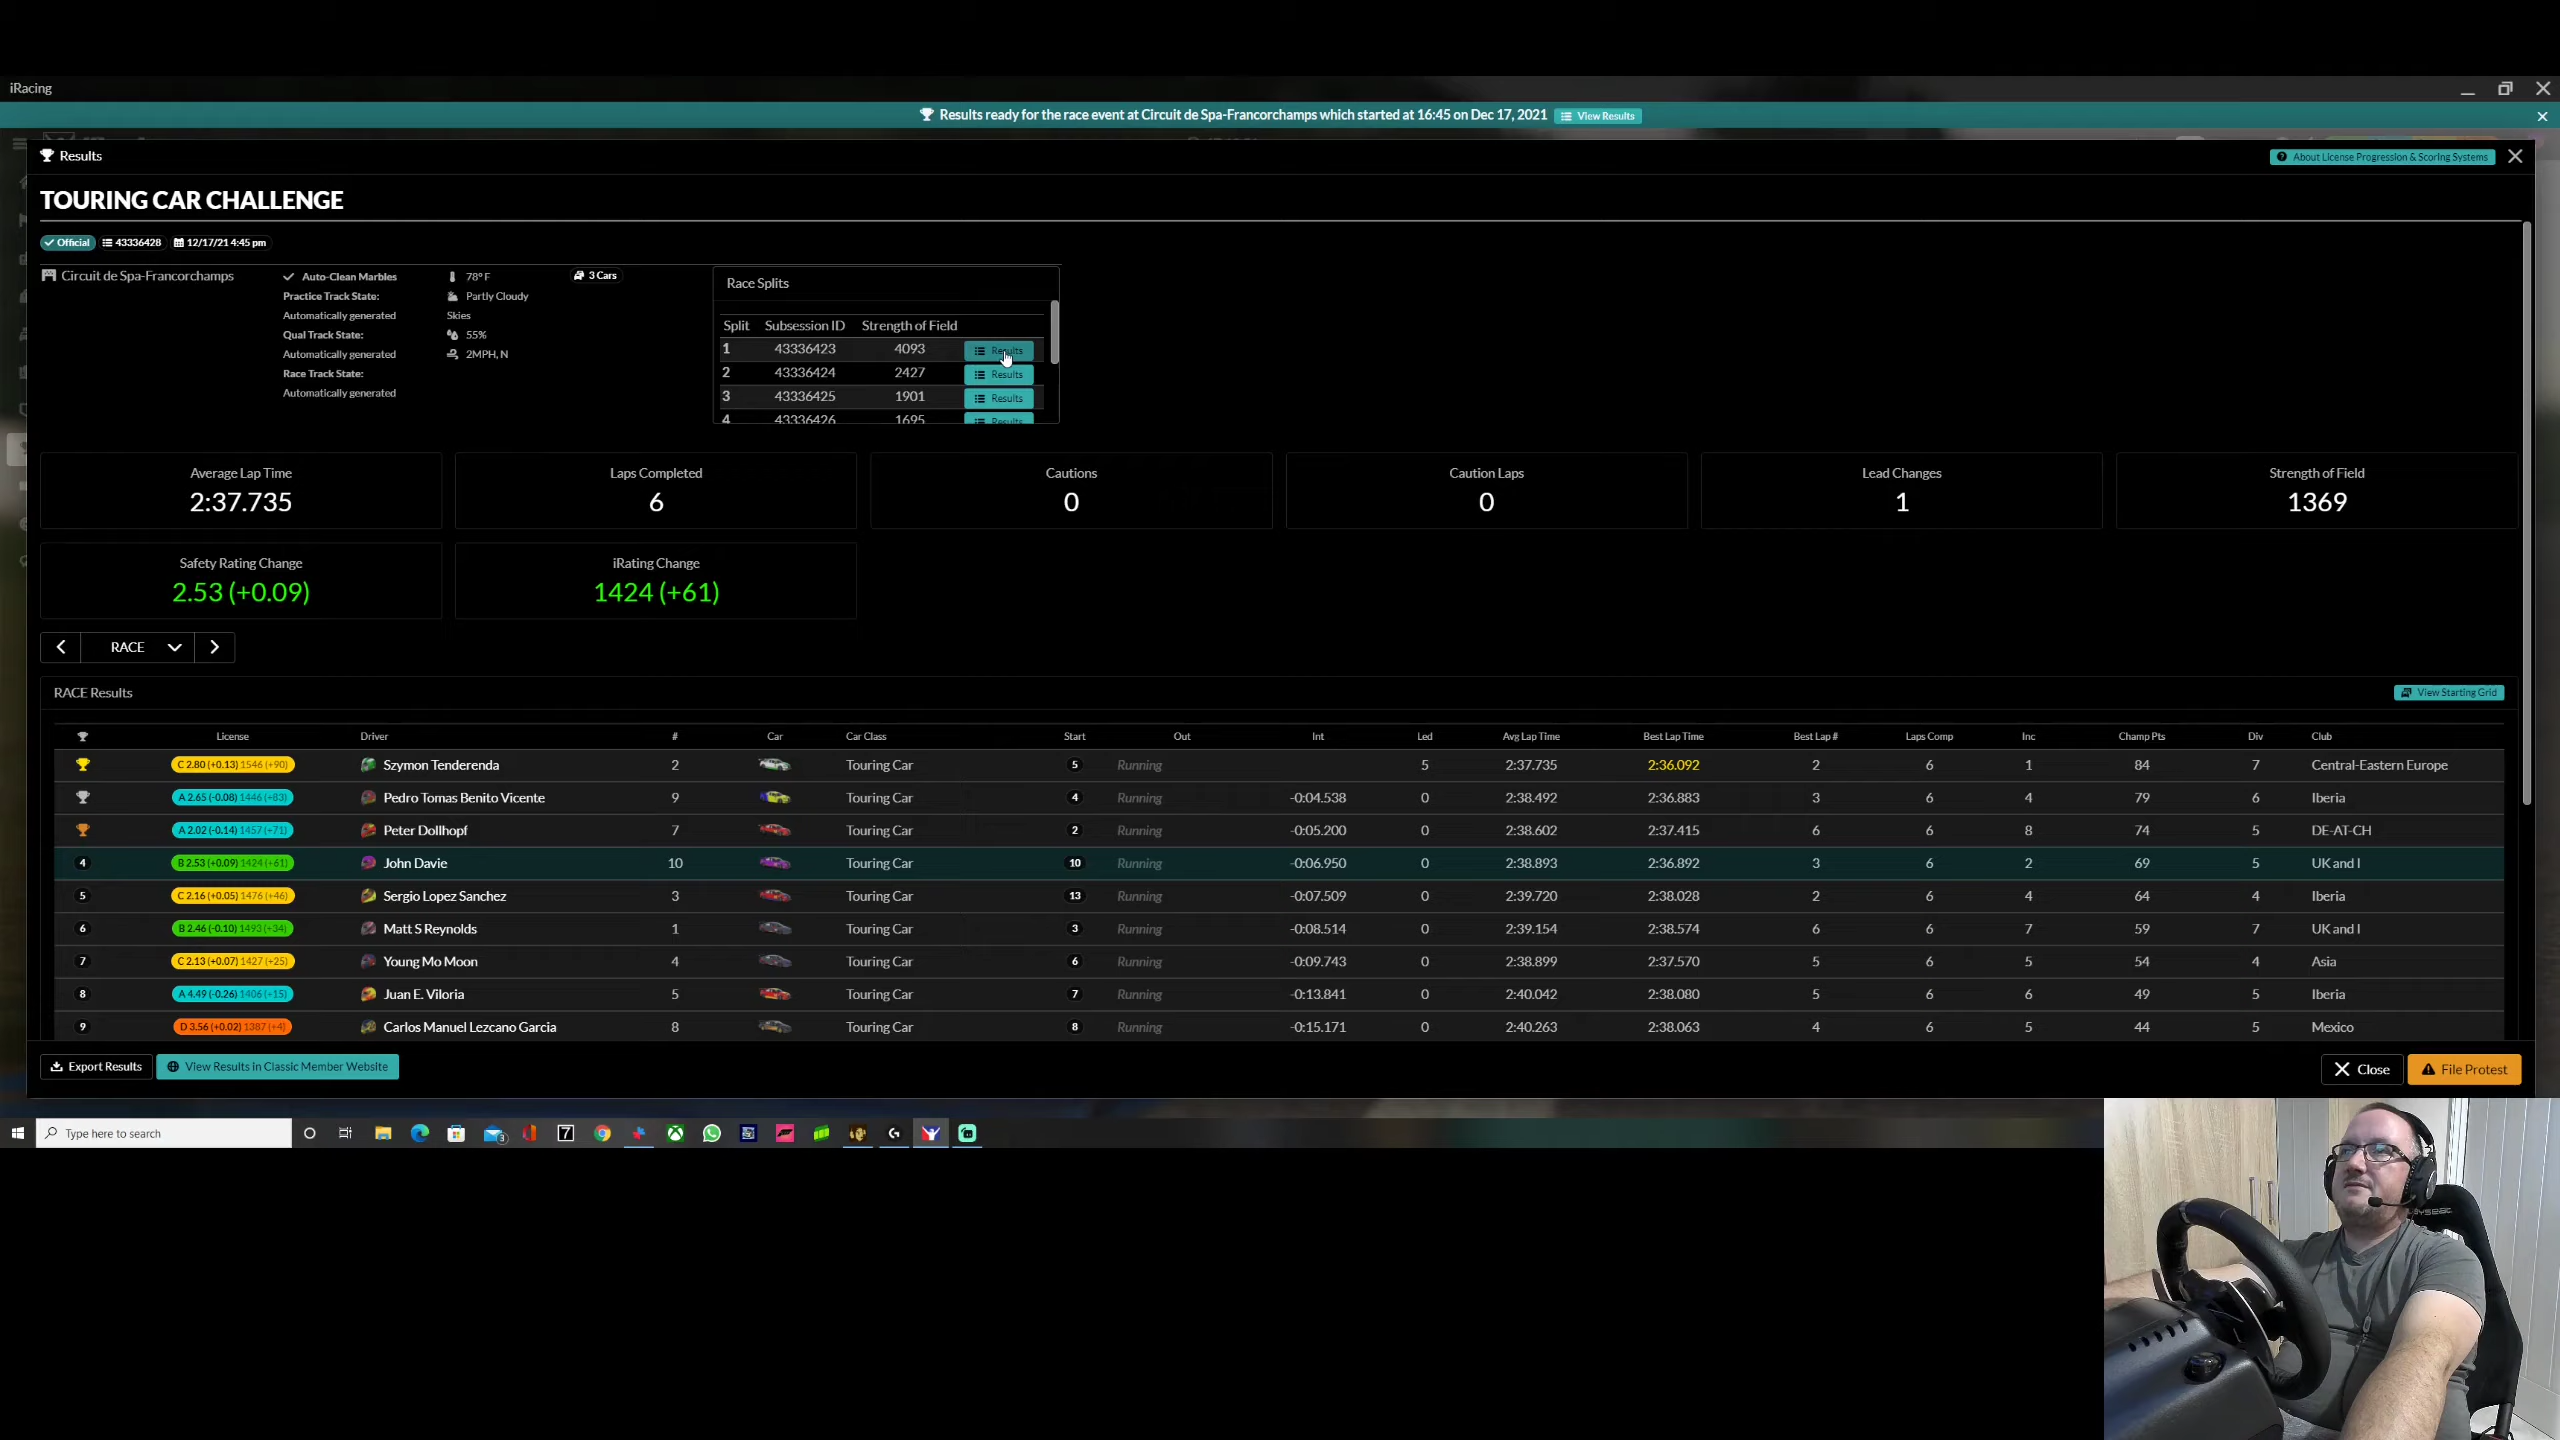 iRacing
Results ready for the race event at Circuit de Spa-Francorchamps which started at 16:45 on Dec 17, 2021 View Results
Results About License Progression & Scoring Systems
TOURING CAR CHALLENGE
Official 43336428 12/17/21 4:45 pm
Circuit de Spa-Francorchamps
Auto-Clean Marbles
Practice Track State:
Automatically generated
Qual Track State:
Automatically generated
Race Track State:
Automatically generated
78° F
Partly Cloudy
Skies
55%
2MPH, N
3 Cars
Race Splits
Split Subsession ID Strength of Field
1 43336423 4093 Results
2 43336424 2427 Results
3 43336425 1901 Results
4 43336426 1695 Results
Average Lap Time
2:37.735
Laps Completed
6
Cautions
0
Caution Laps
0
Lead Changes
1
Strength of Field
1369
Safety Rating Change
2.53 (+0.09)
iRating Change
1424 (+61)
RACE
RACE Results View Starting Grid
License Driver # Car Car Class Start Out Int Led Avg Lap Time Best Lap Time Best Lap # Laps Comp Inc Champ Pts Div Club
C 2.80 (+0.13) 1546 (+90) Szymon Tenderenda 2 Touring Car 5 Running 5 2:37.735 2:36.092 2 6 1 84 7 Central-Eastern Europe
A 2.65 (-0.08) 1446 (+83) Pedro Tomas Benito Vicente 9 Touring Car 4 Running -0:04.538 0 2:38.492 2:36.883 3 6 4 79 6 Iberia
A 2.02 (-0.14) 1457 (+71) Peter Dollhopf 7 Touring Car 2 Running -0:05.200 0 2:38.602 2:37.415 6 6 8 74 5 DE-AT-CH
4 B 2.53 (+0.09) 1424 (+61) John Davie 10 Touring Car 10 Running -0:06.950 0 2:38.893 2:36.892 3 6 2 69 5 UK and I
5 C 2.16 (+0.05) 1476 (+46) Sergio Lopez Sanchez 3 Touring Car 13 Running -0:07.509 0 2:39.720 2:38.028 2 6 4 64 4 Iberia
6 B 2.46 (-0.10) 1493 (+34) Matt S Reynolds 1 Touring Car 3 Running -0:08.514 0 2:39.154 2:38.574 6 6 7 59 7 UK and I
7 C 2.13 (+0.07) 1427 (+25) Young Mo Moon 4 Touring Car 6 Running -0:09.743 0 2:38.899 2:37.570 5 6 5 54 4 Asia
8 A 4.49 (-0.26) 1406 (+15) Juan E. Viloria 5 Touring Car 7 Running -0:13.841 0 2:40.042 2:38.080 5 6 6 49 5 Iberia
9 D 3.56 (+0.02) 1387 (+4) Carlos Manuel Lezcano Garcia 8 Touring Car 8 Running -0:15.171 0 2:40.263 2:38.063 4 6 5 44 5 Mexico
Export Results View Results in Classic Member Website Close File Protest
Type here to search